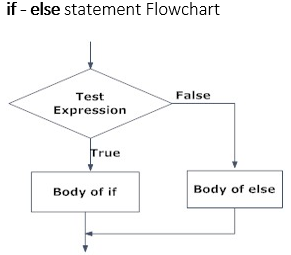 if - else statement Flowchart
Test
Expression
False
True
Body of if
Body of else